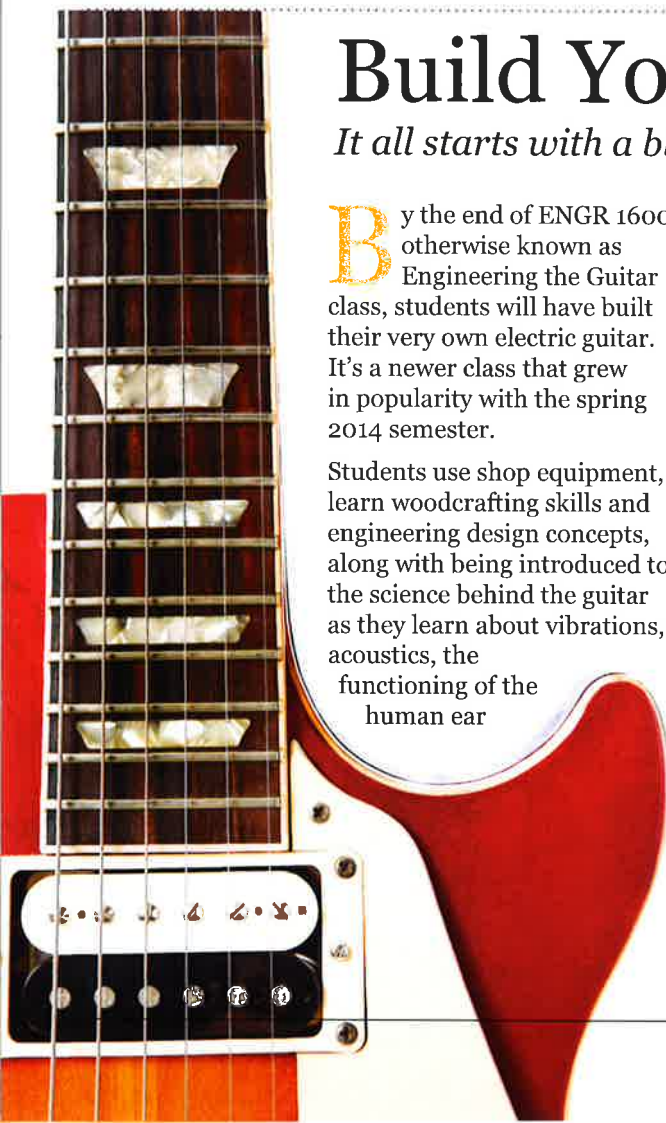 Build Yo
It all starts with a b
By the end of ENGR 1600
otherwise known as
Engineering the Guitar
class, students will have built
their very own electric guitar.
It's a newer class that grew
in popularity with the spring
2014 semester.
Students use shop equipment,
learn woodcrafting skills and
engineering design concepts,
along with being introduced to
the science behind the guitar
as they learn about vibrations,
acoustics, the
functioning of the
human ear